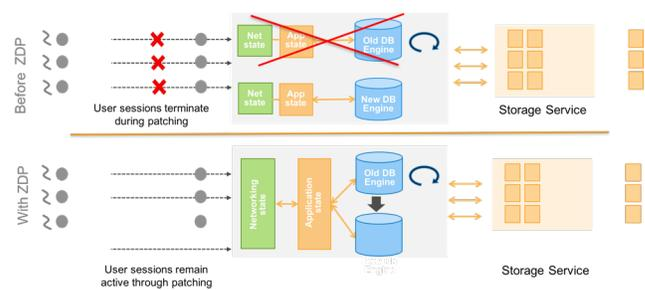 Before ZDP
Net
state
App
state
Old DB
Engine
Net
state
App
state
New DB
Engine
User sessions terminate
during patching
Storage Service
With ZDP
Networking
state
Application
state
Old DB
Engine
Engine
User sessions remain
active through patching
Storage Service